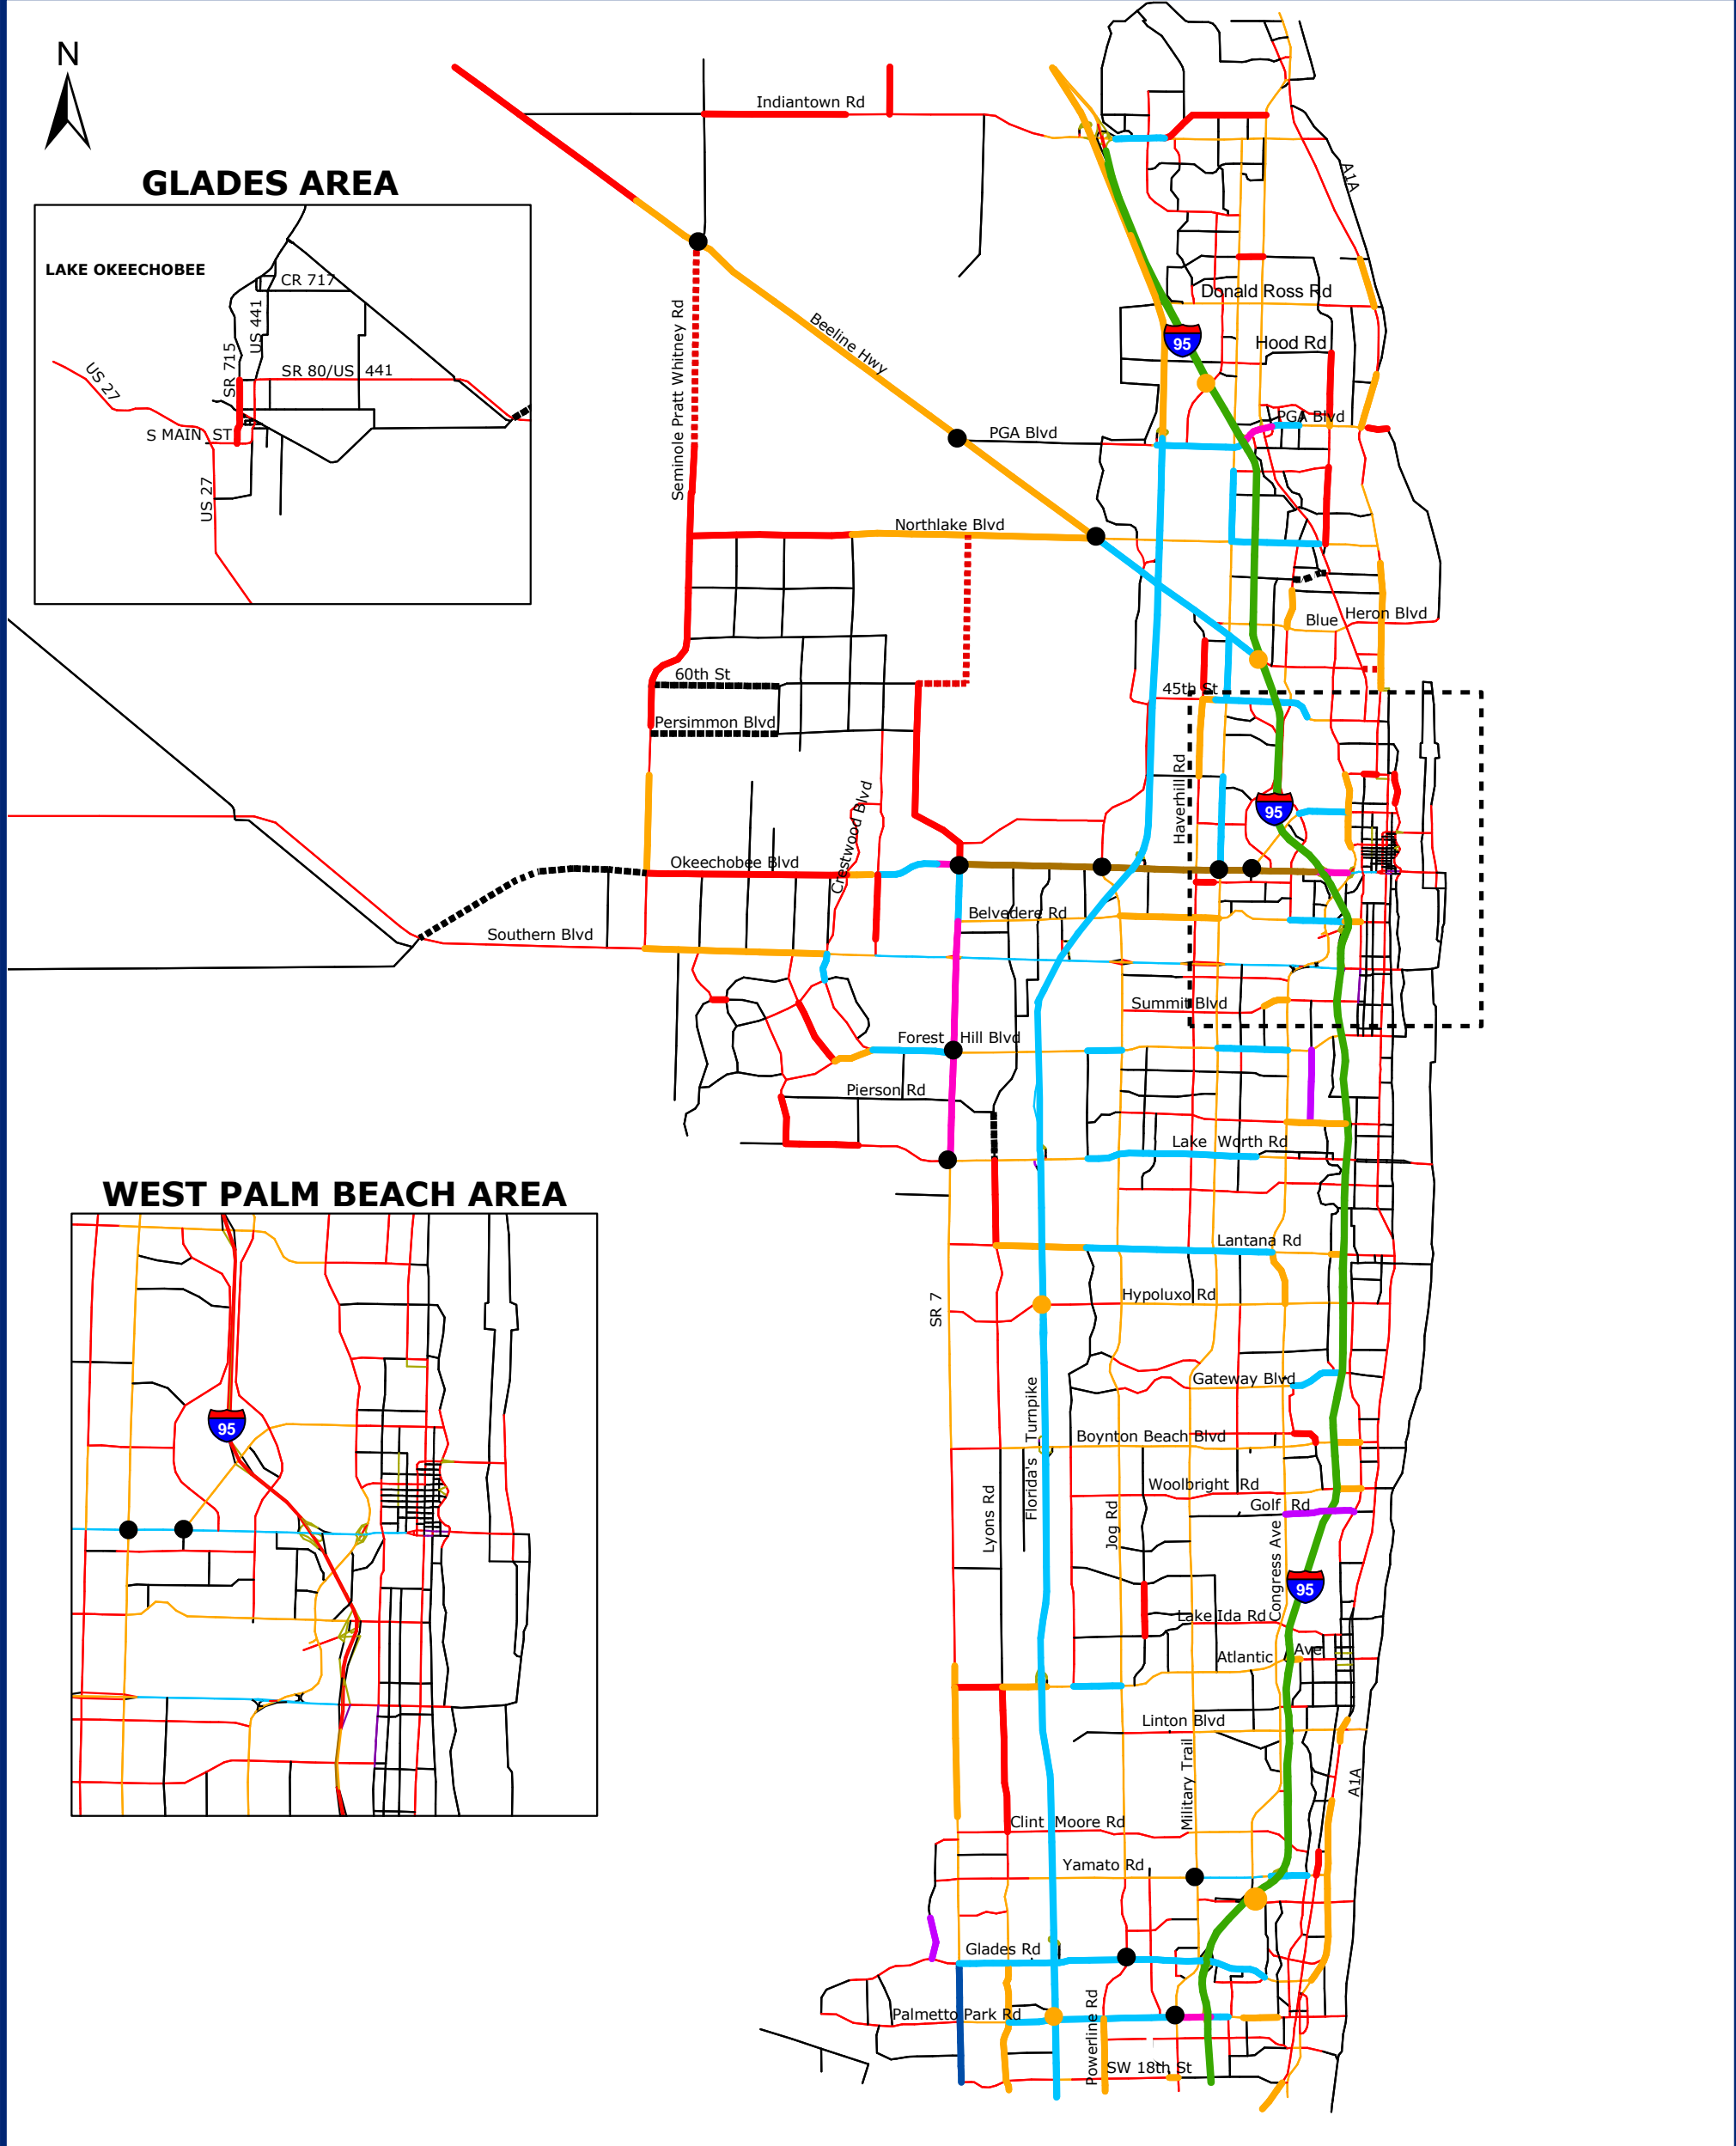 N
Indiantown Rd
A1A
GLADES AREA
LAKE OKEECHOBEE
CR 717
US 441
SR 715
SR 80/US 441
US 27
S MAIN ST
US 27
Donald Ross Rd
95
Hood Rd
Seminole Pratt Whitney Rd
Beeline Hwy
PGA Blvd
PGA Blvd
Northlake Blvd
Blue Heron Blvd
60th St
45th St
Persimmon Blvd
Haverhill Rd
95
Crestwood Blvd
Okeechobee Blvd
Belvedere Rd
Southern Blvd
Summit Blvd
Forest Hill Blvd
Pierson Rd
Lake Worth Rd
WEST PALM BEACH AREA
95
Lantana Rd
SR 7
Hypoluxo Rd
Gateway Blvd
Florida's Turnpike
Boynton Beach Blvd
Woolbright Rd
Lyons Rd
Jog Rd
Golf Rd
Congress Ave
95
Lake Ida Rd
Atlantic Ave
Linton Blvd
Military Trail
A1A
Clint Moore Rd
Yamato Rd
Glades Rd
Palmetto Park Rd
Powerline Rd
SW 18th St